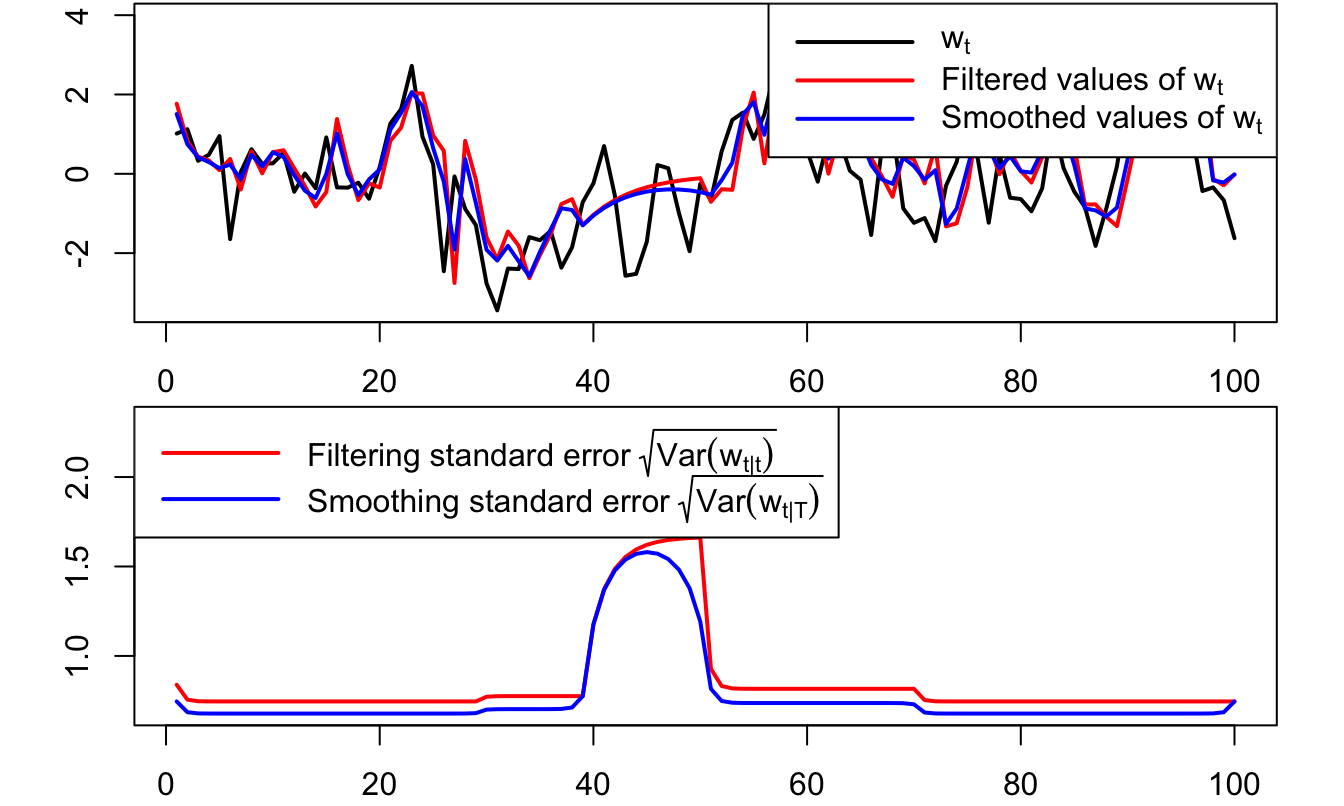 4
2
0
-2
w_t
Filtered values of w_t
Smoothed values of w_t
0 20 40 60 80 100
2.0
1.5
1.0
Filtering standard error √Var(w_t|t)
Smoothing standard error √Var(w_t|T)
0 20 40 60 80 100